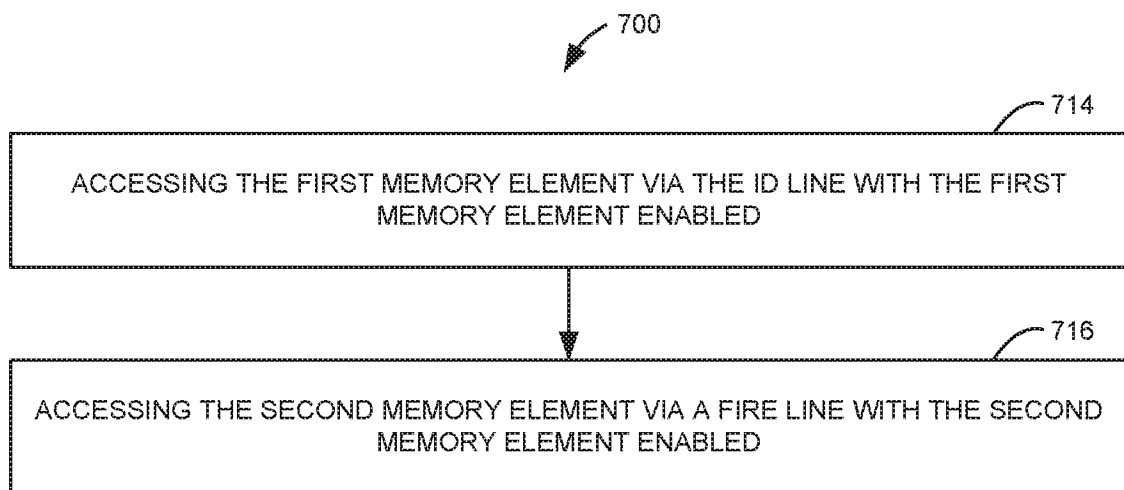 700
714
ACCESSING THE FIRST MEMORY ELEMENT VIA THE ID LINE WITH THE FIRST
MEMORY ELEMENT ENABLED
716
ACCESSING THE SECOND MEMORY ELEMENT VIA A FIRE LINE WITH THE SECOND
MEMORY ELEMENT ENABLED